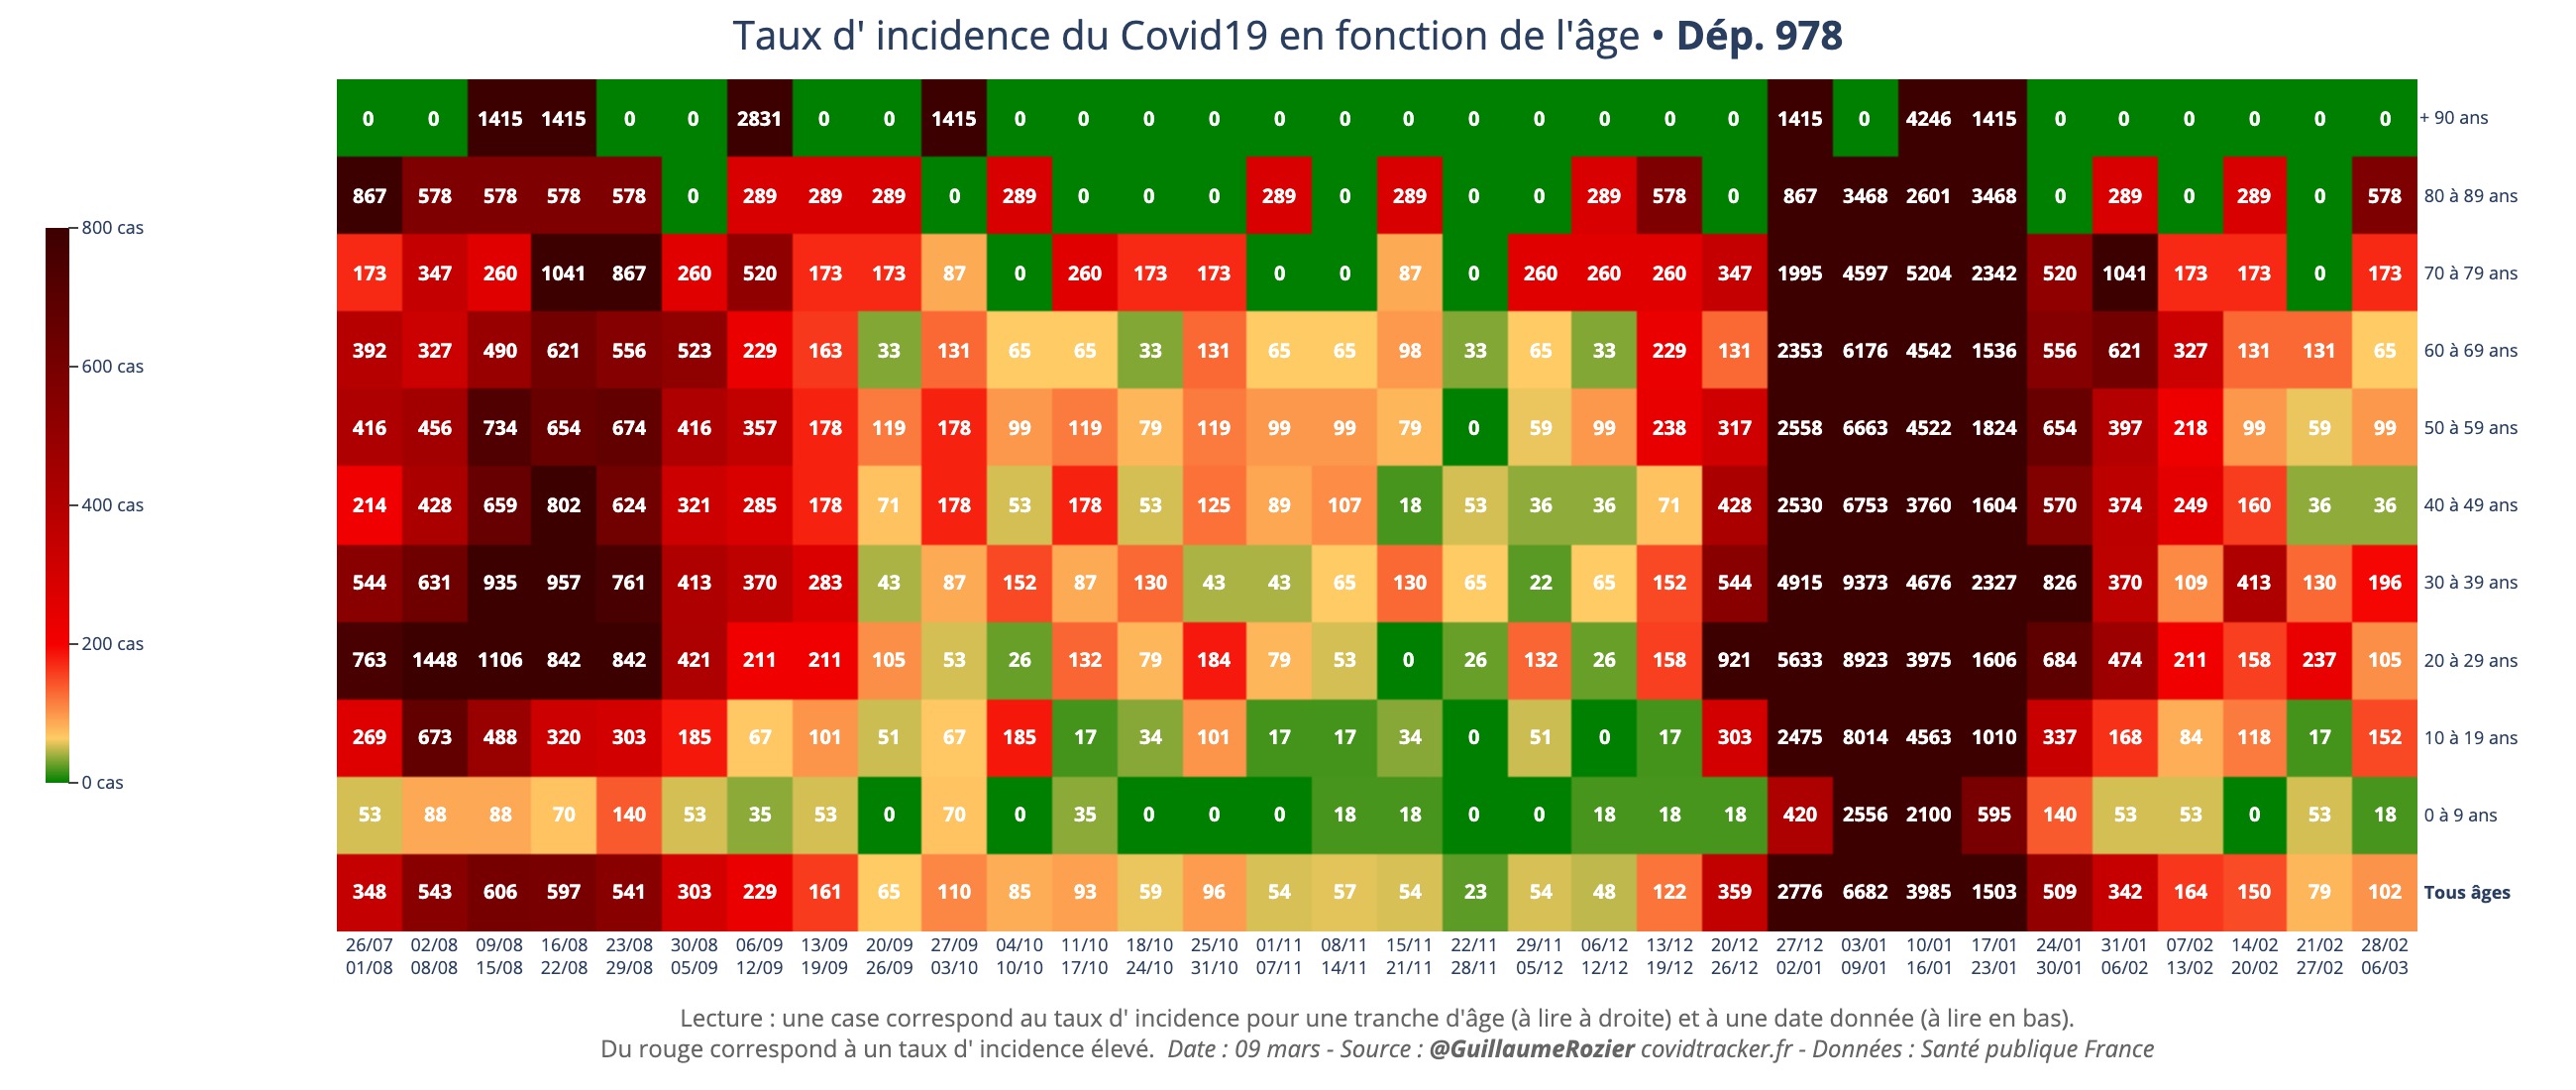 Taux d' incidence du Covid19 en fonction de l'âge • Dép. 978
800 cas
600 cas
400 cas
200 cas
0 cas
0 0 1415 1415 0 0 2831 0 0 1415 0 0 0 0 0 0 0 0 0 0 0 0 1415 0 4246 1415 0 0 0 0 0 0 + 90 ans
867 578 578 578 578 0 289 289 289 0 289 0 0 0 289 0 289 0 0 289 578 0 867 3468 2601 3468 0 289 0 289 0 578 80 à 89 ans
173 347 260 1041 867 260 520 173 173 87 0 260 173 173 0 0 87 0 260 260 260 347 1995 4597 5204 2342 520 1041 173 173 0 173 70 à 79 ans
392 327 490 621 556 523 229 163 33 131 65 65 33 131 65 65 98 33 65 33 229 131 2353 6176 4542 1536 556 621 327 131 131 65 60 à 69 ans
416 456 734 654 674 416 357 178 119 178 99 119 79 119 99 99 79 0 59 99 238 317 2558 6663 4522 1824 654 397 218 99 59 99 50 à 59 ans
214 428 659 802 624 321 285 178 71 178 53 178 53 125 89 107 18 53 36 36 71 428 2530 6753 3760 1604 570 374 249 160 36 36 40 à 49 ans
544 631 935 957 761 413 370 283 43 87 152 87 130 43 43 65 130 65 22 65 152 544 4915 9373 4676 2327 826 370 109 413 130 196 30 à 39 ans
763 1448 1106 842 842 421 211 211 105 53 26 132 79 184 79 53 0 26 132 26 158 921 5633 8923 3975 1606 684 474 211 158 237 105 20 à 29 ans
269 673 488 320 303 185 67 101 51 67 185 17 34 101 17 17 34 0 51 0 17 303 2475 8014 4563 1010 337 168 84 118 17 152 10 à 19 ans
53 88 88 70 140 53 35 53 0 70 0 35 0 0 0 18 18 0 0 18 18 18 420 2556 2100 595 140 53 53 0 53 18 0 à 9 ans
348 543 606 597 541 303 229 161 65 110 85 93 59 96 54 57 54 23 54 48 122 359 2776 6682 3985 1503 509 342 164 150 79 102 Tous âges
26/07 02/08 09/08 16/08 23/08 30/08 06/09 13/09 20/09 27/09 04/10 11/10 18/10 25/10 01/11 08/11 15/11 22/11 29/11 06/12 13/12 20/12 27/12 03/01 10/01 17/01 24/01 31/01 07/02 14/02 21/02 28/02
01/08 08/08 15/08 22/08 29/08 05/09 12/09 19/09 26/09 03/10 10/10 17/10 24/10 31/10 07/11 14/11 21/11 28/11 05/12 12/12 19/12 26/12 02/01 09/01 16/01 23/01 30/01 06/02 13/02 20/02 27/02 06/03
Lecture : une case correspond au taux d' incidence pour une tranche d'âge (à lire à droite) et à une date donnée (à lire en bas).
Du rouge correspond à un taux d' incidence élevé. Date : 09 mars - Source : @GuillaumeRozier covidtracker.fr - Données : Santé publique France